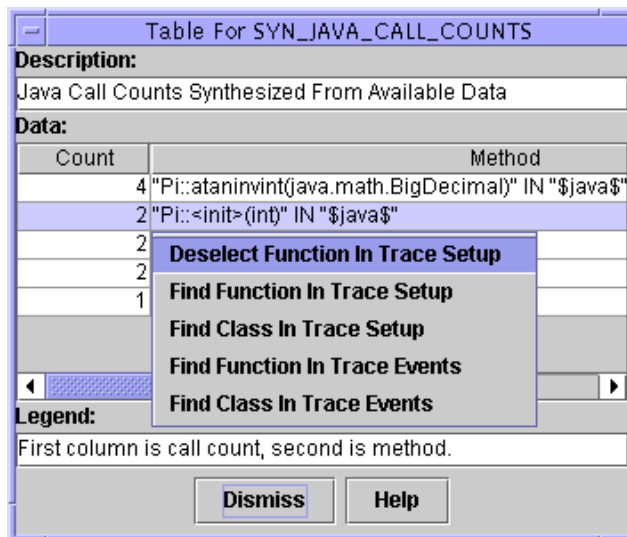 Table For SYN_JAVA_CALL_COUNTS
Description:
Java Call Counts Synthesized From Available Data
Data:
Count Method
4 "Pi::ataninvint(java.math.BigDecimal)" IN "$java$"
2 "Pi::<init>(int)" IN "$java$"
2
2
1
Deselect Function In Trace Setup
Find Function In Trace Setup
Find Class In Trace Setup
Find Function In Trace Events
Find Class In Trace Events
Legend:
First column is call count, second is method.
Dismiss Help